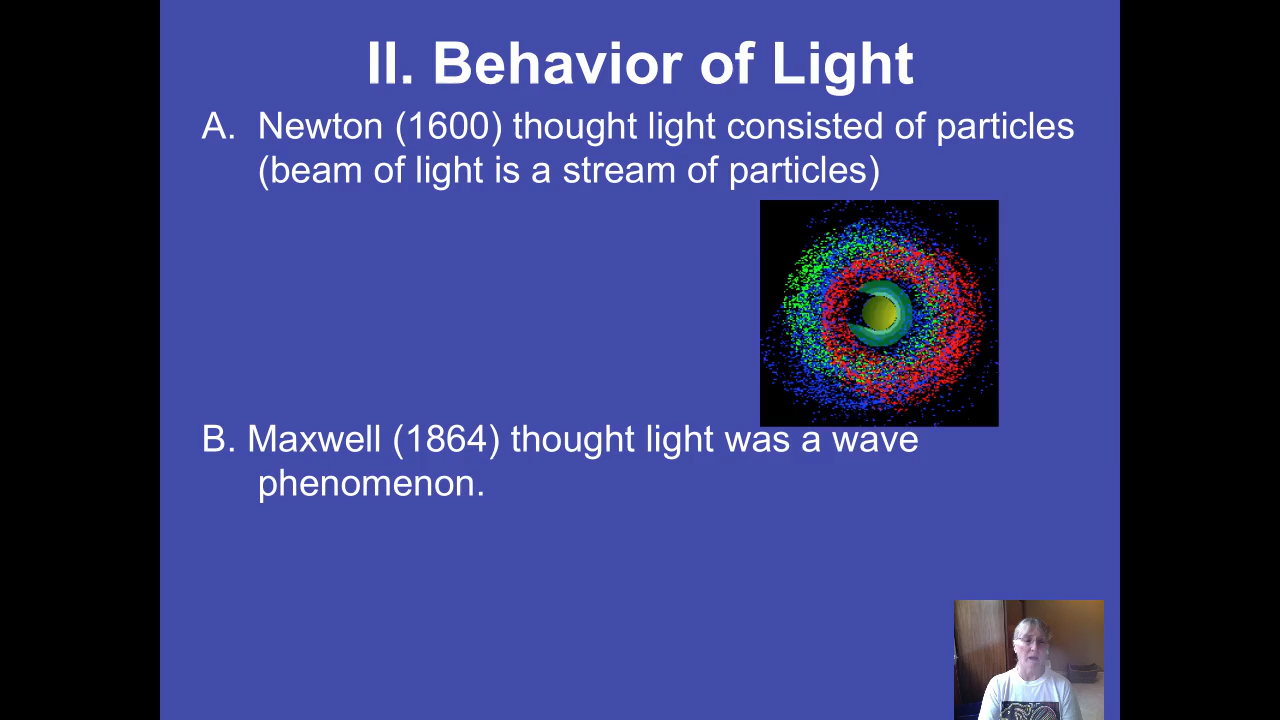 II. Behavior of Light
A. Newton (1600) thought light consisted of particles
(beam of light is a stream of particles)
B. Maxwell (1864) thought light was a wave
phenomenon.